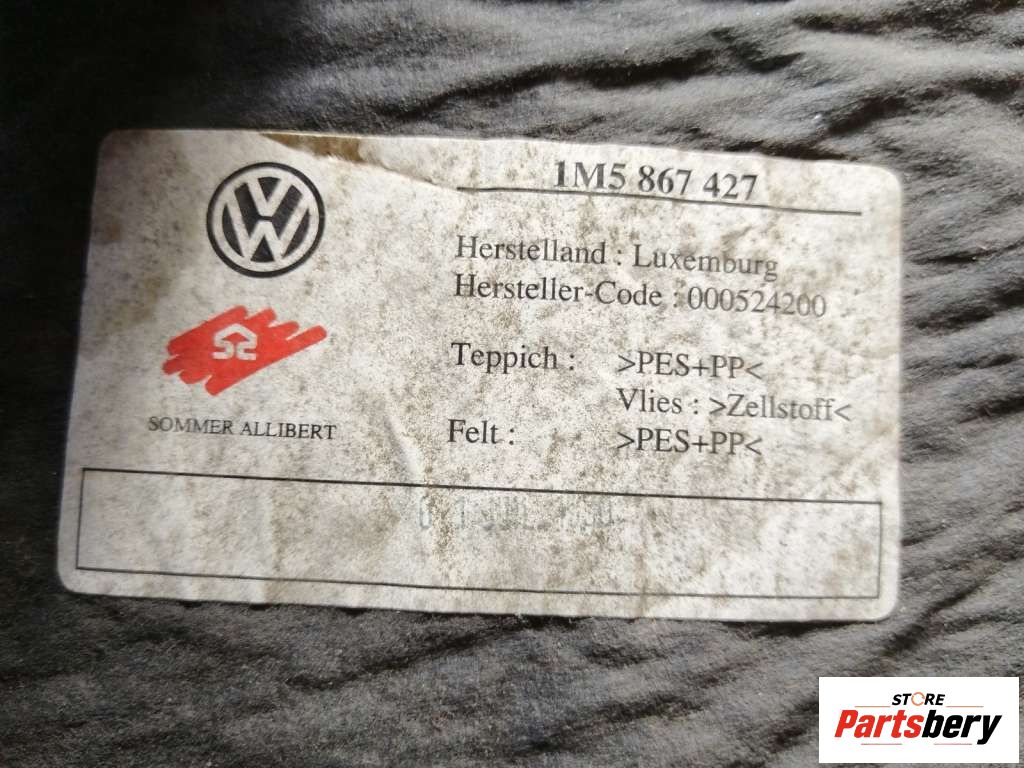 1M5 867 427
Herstelland : Luxemburg
Hersteller-Code : 000524200
Teppich : >PES+PP<
Vlies : >Zellstoff<
Felt : >PES+PP<
SOMMER ALLIBERT
STORE
Partsbery